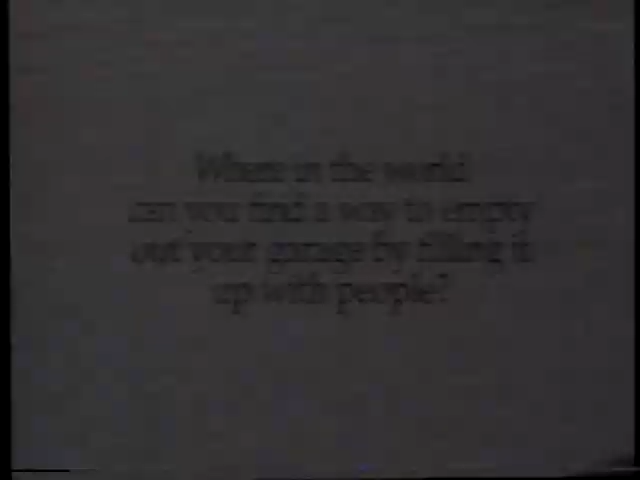 Where in the world
can you find a way to empty
out your garage by filling it
up with people?